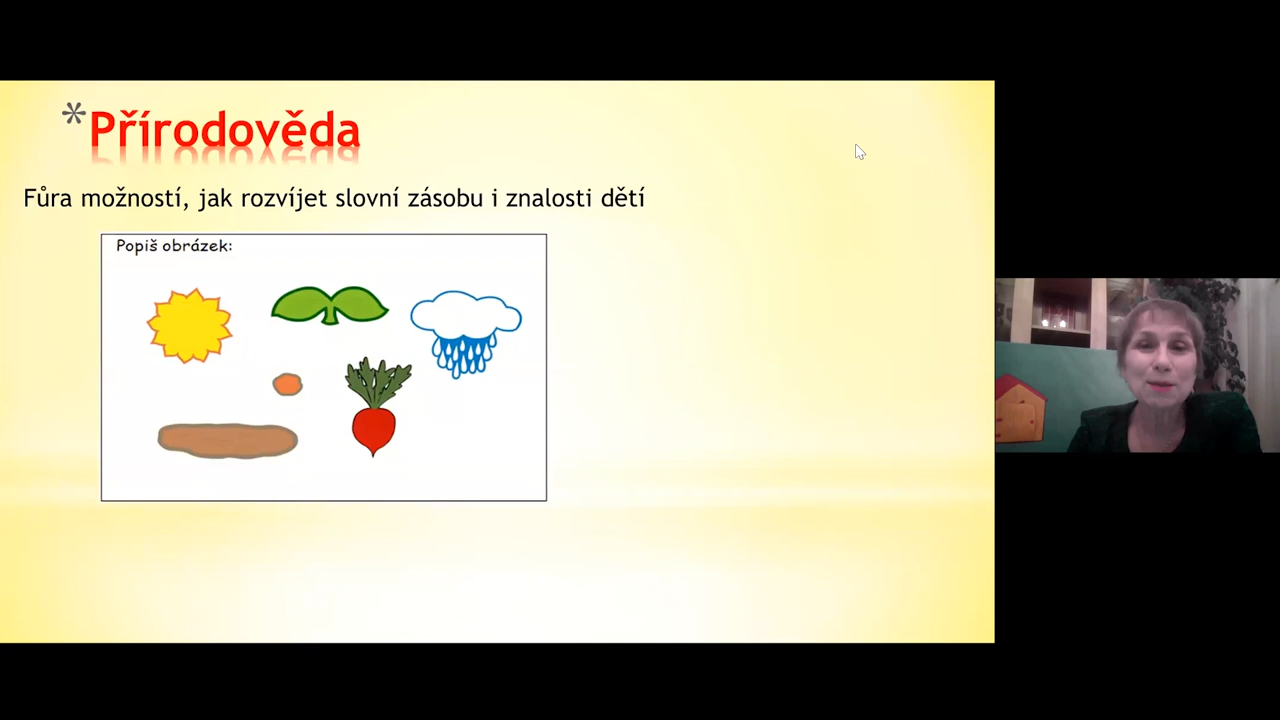 * Přírodověda
Fůra možností, jak rozvíjet slovní zásobu i znalosti dětí
Popiš obrázek: